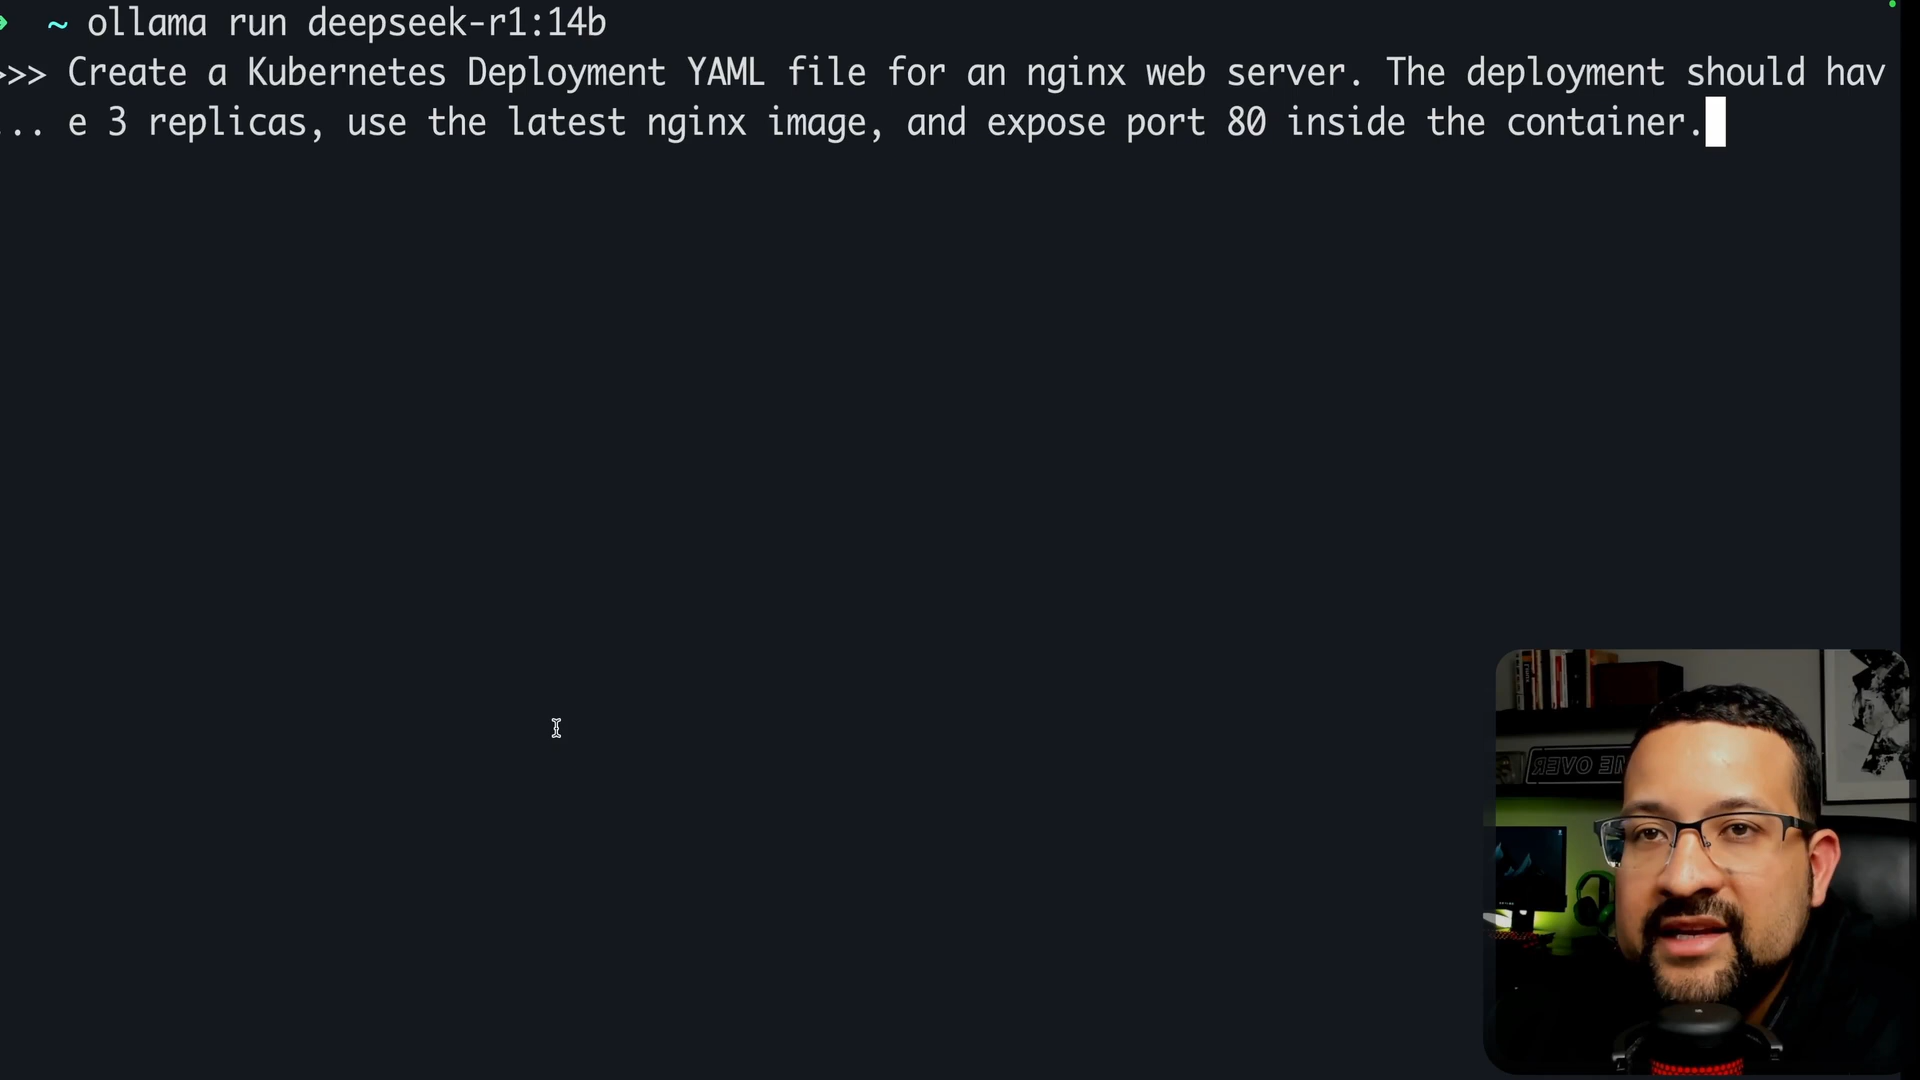 ~ ollama run deepseek-r1:14b
>>> Create a Kubernetes Deployment YAML file for an nginx web server. The deployment should hav
... e 3 replicas, use the latest nginx image, and expose port 80 inside the container.